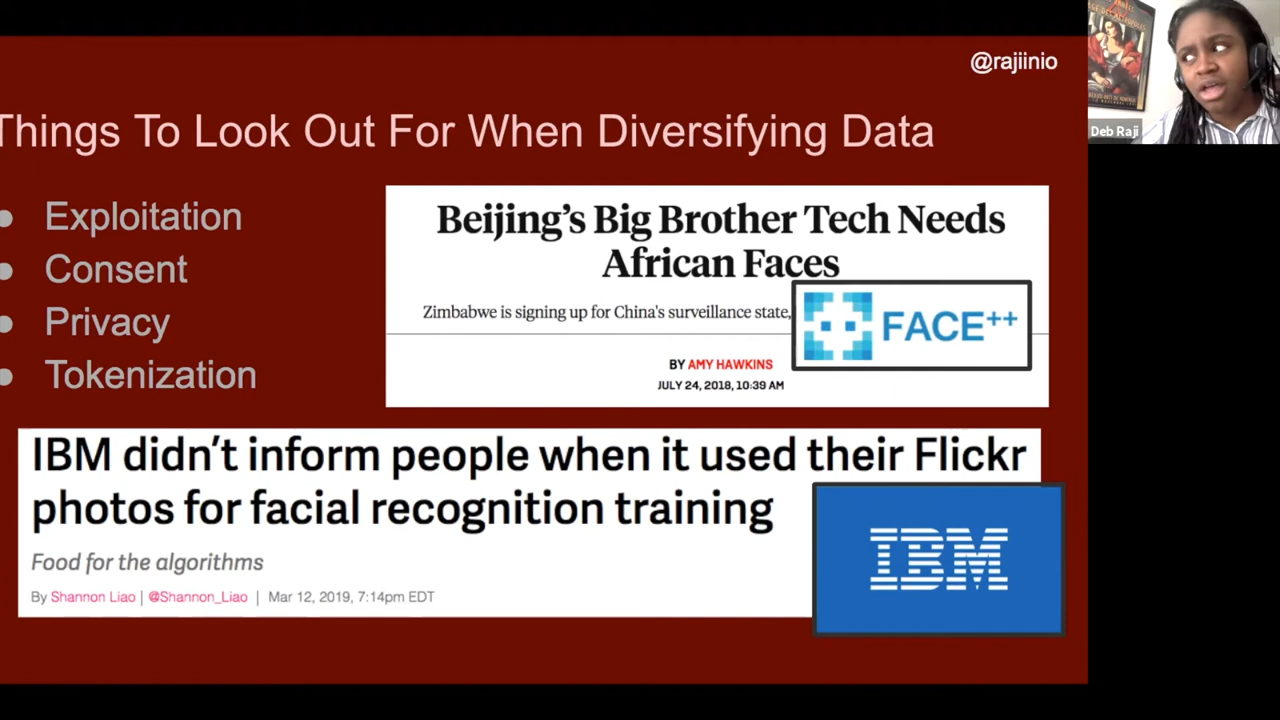 @rajiinio
Things To Look Out For When Diversifying Data
Exploitation
Consent
Privacy
Tokenization
Beijing's Big Brother Tech Needs
African Faces
Zimbabwe is signing up for China's surveillance state,
BY AMY HAWKINS
JULY 24, 2018, 10:39 AM
FACE++
IBM didn't inform people when it used their Flickr
photos for facial recognition training
Food for the algorithms
By Shannon Liao | @Shannon_Liao | Mar 12, 2019, 7:14pm EDT
IBM
Deb Raji